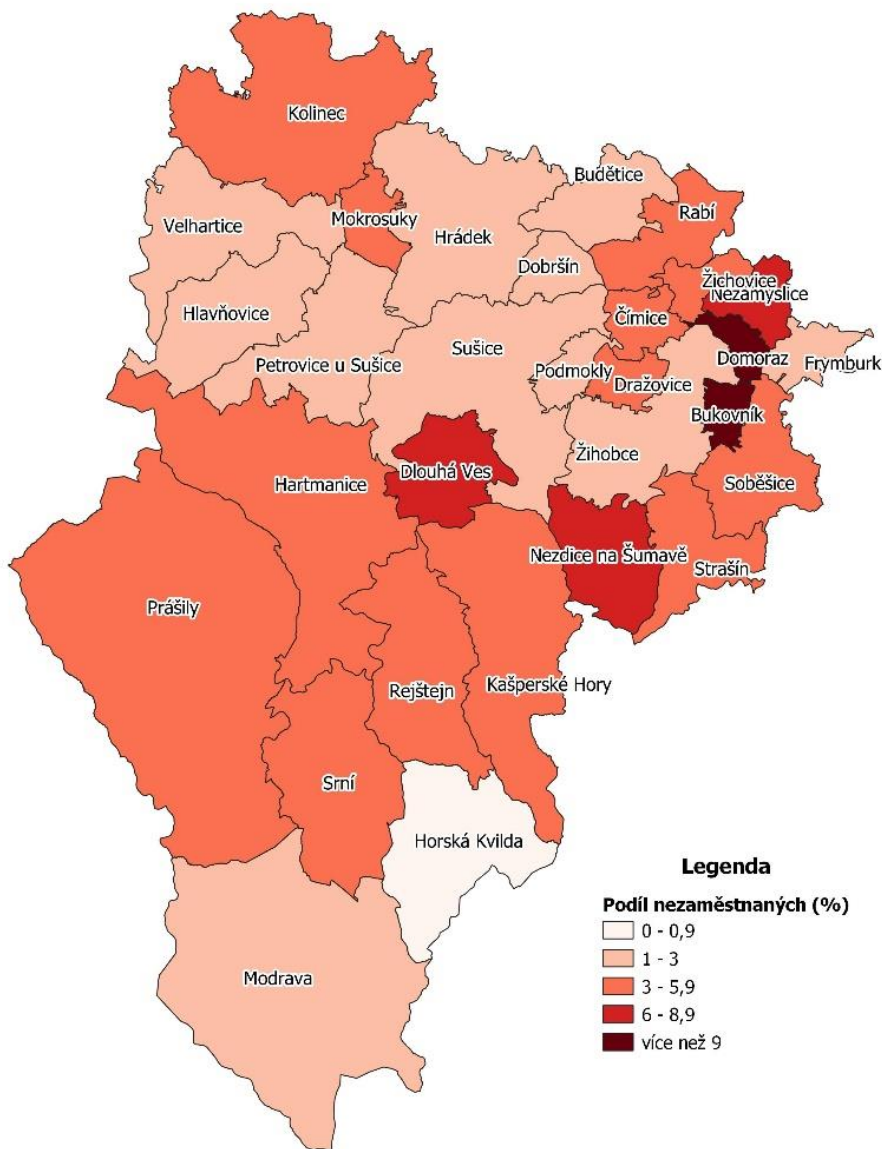 Kolinec
Budětice
Rabí
Velhartice
Mokrosuky
Hrádek
Dobršín
Žichovice
Nezamyslice
Hlavňovice
Čímice
Sušice
Petrovice u Sušice
Podmokly
Domoraz
Frymburk
Dražovice
Bukovník
Žihobce
Dlouhá Ves
Hartmanice
Soběšice
Nezdice na Šumavě
Strašín
Prášily
Rejštejn
Kašperské Hory
Srní
Horská Kvilda
Modrava
Legenda
Podíl nezaměstnaných (%)
0 - 0,9
1 - 3
3 - 5,9
6 - 8,9
více než 9